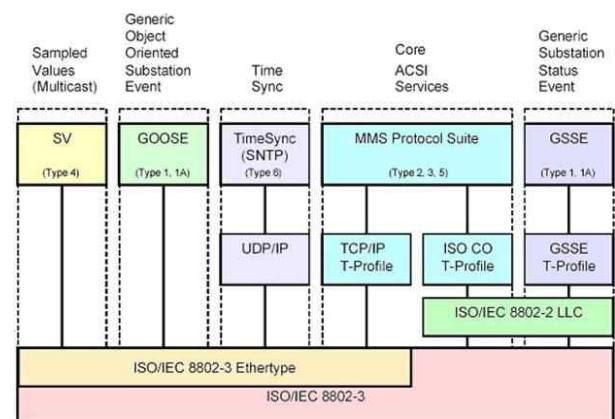 Sampled
Values
(Multicast)
Generic
Object
Oriented
Substation
Event
Time
Sync
Core
ACSI
Services
Generic
Substation
Status
Event
SV
(Type 4)
GOOSE
(Type 1, 1A)
TimeSync
(SNTP)
(Type 6)
MMS Protocol Suite
(Type 2, 3, 5)
GSSE
(Type 1, 1A)
UDP/IP
TCP/IP
T-Profile
ISO CO
T-Profile
GSSE
T-Profile
ISO/IEC 8802-2 LLC
ISO/IEC 8802-3 Ethertype
ISO/IEC 8802-3